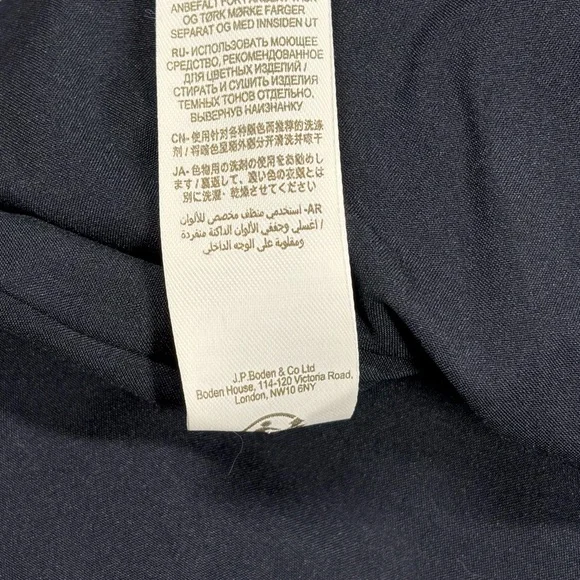 ANBEFALT FOR FARGEDE TØY
OG TØRK MØRKE FARGER
SEPARAT OG MED INNSIDEN UT
RU- ИСПОЛЬЗОВАТЬ МОЮЩЕЕ
СРЕДСТВО, РЕКОМЕНДОВАННОЕ
ДЛЯ ЦВЕТНЫХ ИЗДЕЛИЙ /
СТИРАТЬ И СУШИТЬ ИЗДЕЛИЯ
ТЕМНЫХ ТОНОВ ОТДЕЛЬНО,
ВЫВЕРНУВ НАИЗНАНКУ
CN- 使用针对各种颜色而推荐的洗涤
剂 / 将暗色里外翻分开清洗并晾干
JA- 色物用の洗剤の使用をお勧めし
ます / 裏返して、濃い色の衣類とは
別に洗濯、乾燥させてください
AR- استخدمي منظف مخصص للألوان
/ اغسلي وجففي الألوان الداكنة منفردة
ومقلوبة على الوجه الداخلي
J.P.Boden & Co Ltd
Boden House, 114-120 Victoria Road,
London, NW10 6NY